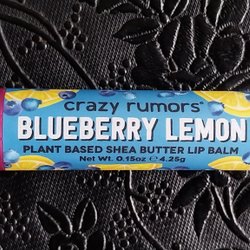 crazy rumors®
BLUEBERRY LEMON
PLANT BASED SHEA BUTTER LIP BALM
Net Wt. 0.15oz ℮ 4.25g